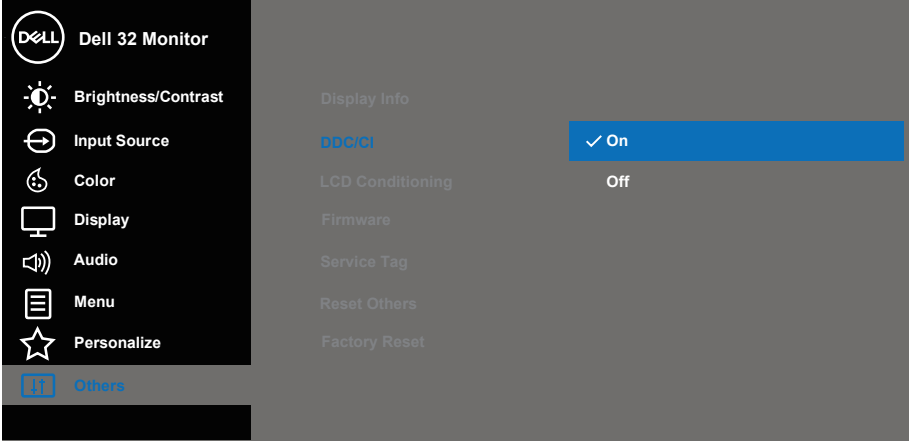 DELL
Dell 32 Monitor
Brightness/Contrast
Input Source
Color
Display
Audio
Menu
Personalize
Others
Display Info
DDC/CI
LCD Conditioning
Firmware
Service Tag
Reset Others
Factory Reset
On
Off